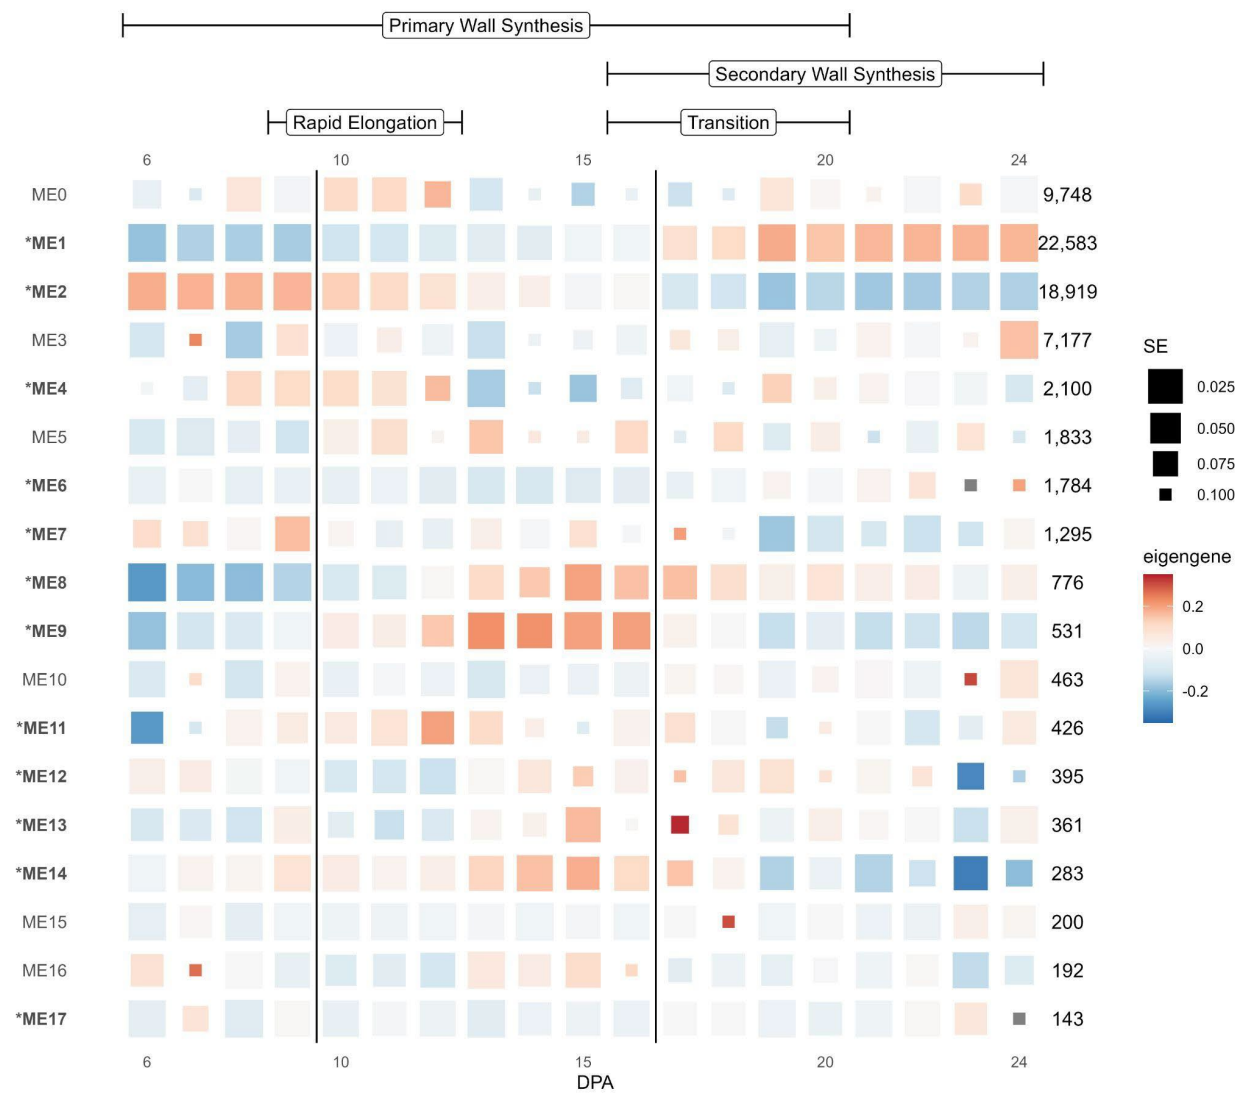 Primary Wall Synthesis
Secondary Wall Synthesis
Rapid Elongation
Transition
6 10 15 20 24
ME0 9,748
*ME1 22,583
*ME2 18,919
ME3 7,177
*ME4 2,100
ME5 1,833
*ME6 1,784
*ME7 1,295
*ME8 776
*ME9 531
ME10 463
*ME11 426
*ME12 395
*ME13 361
*ME14 283
ME15 200
ME16 192
*ME17 143
6 10 15 20 24
DPA
SE
0.025
0.050
0.075
0.100
eigengene
0.2
0.0
-0.2